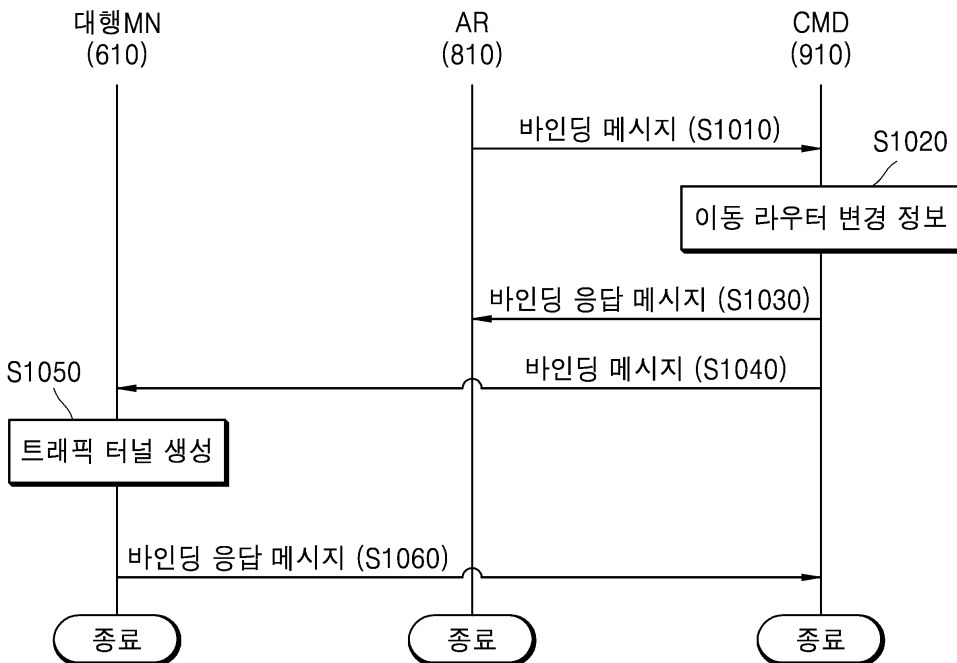 대행MN
(610)
AR
(810)
CMD
(910)
바인딩 메시지 (S1010)
S1020
이동 라우터 변경 정보
바인딩 응답 메시지 (S1030)
바인딩 메시지 (S1040)
S1050
트래픽 터널 생성
바인딩 응답 메시지 (S1060)
종료
종료
종료